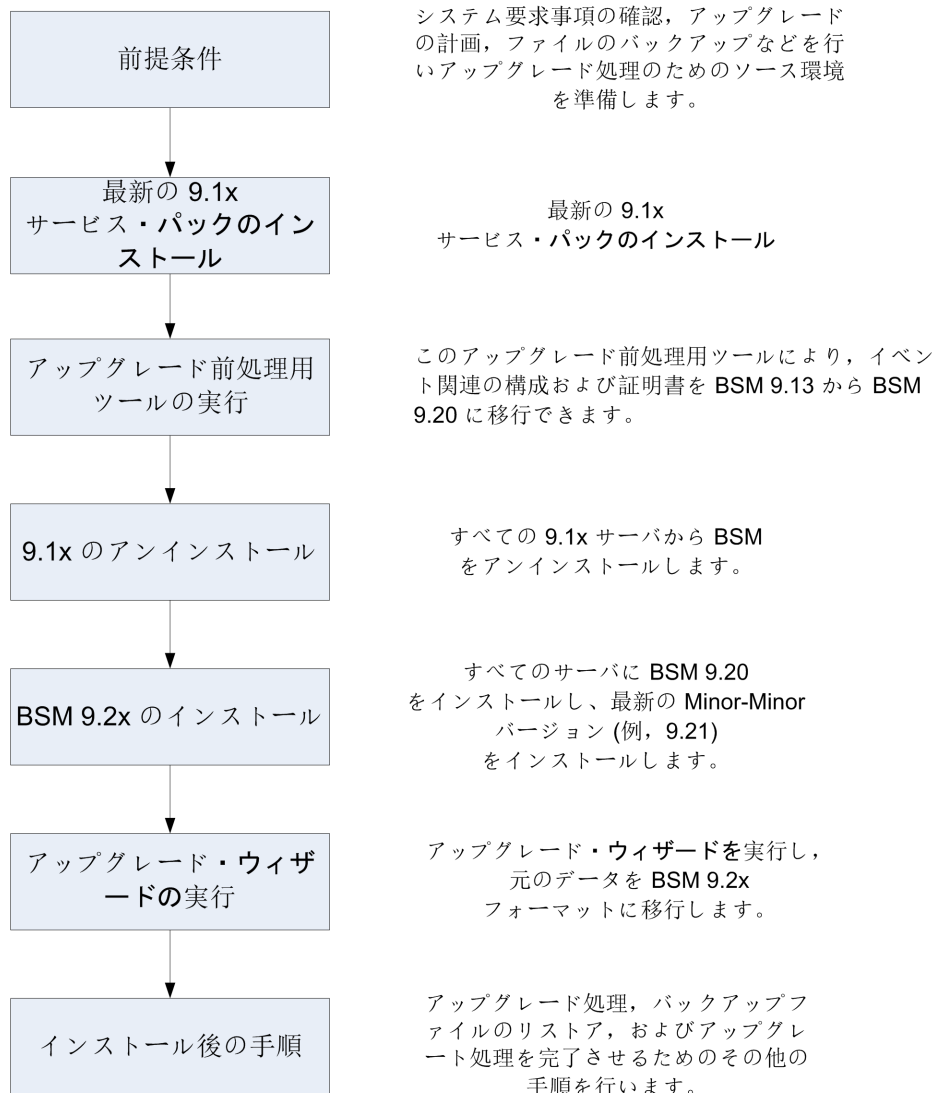 前提条件
システム要求事項の確認，アップグレード
の計画，ファイルのバックアップなどを行
いアップグレード処理のためのソース環境
を準備します。
最新の 9.1x
サービス・パックのイン
ストール
最新の 9.1x
サービス・パックのインストール
アップグレード前処理用
ツールの実行
このアップグレード前処理用ツールにより，イベン
ト関連の構成および証明書を BSM 9.13 から BSM
9.20 に移行できます。
9.1x のアンインストール
すべての 9.1x サーバから BSM
をアンインストールします。
BSM 9.2x のインストール
すべてのサーバに BSM 9.20
をインストールし、最新の Minor-Minor
バージョン (例，9.21)
をインストールします。
アップグレード・ウィザ
ードの実行
アップグレード・ウィザードを実行し，
元のデータを BSM 9.2x
フォーマットに移行します。
インストール後の手順
アップグレード処理，バックアップフ
ァイルのリストア，およびアップグレ
ート処理を完了させるためのその他の
手順を行います。